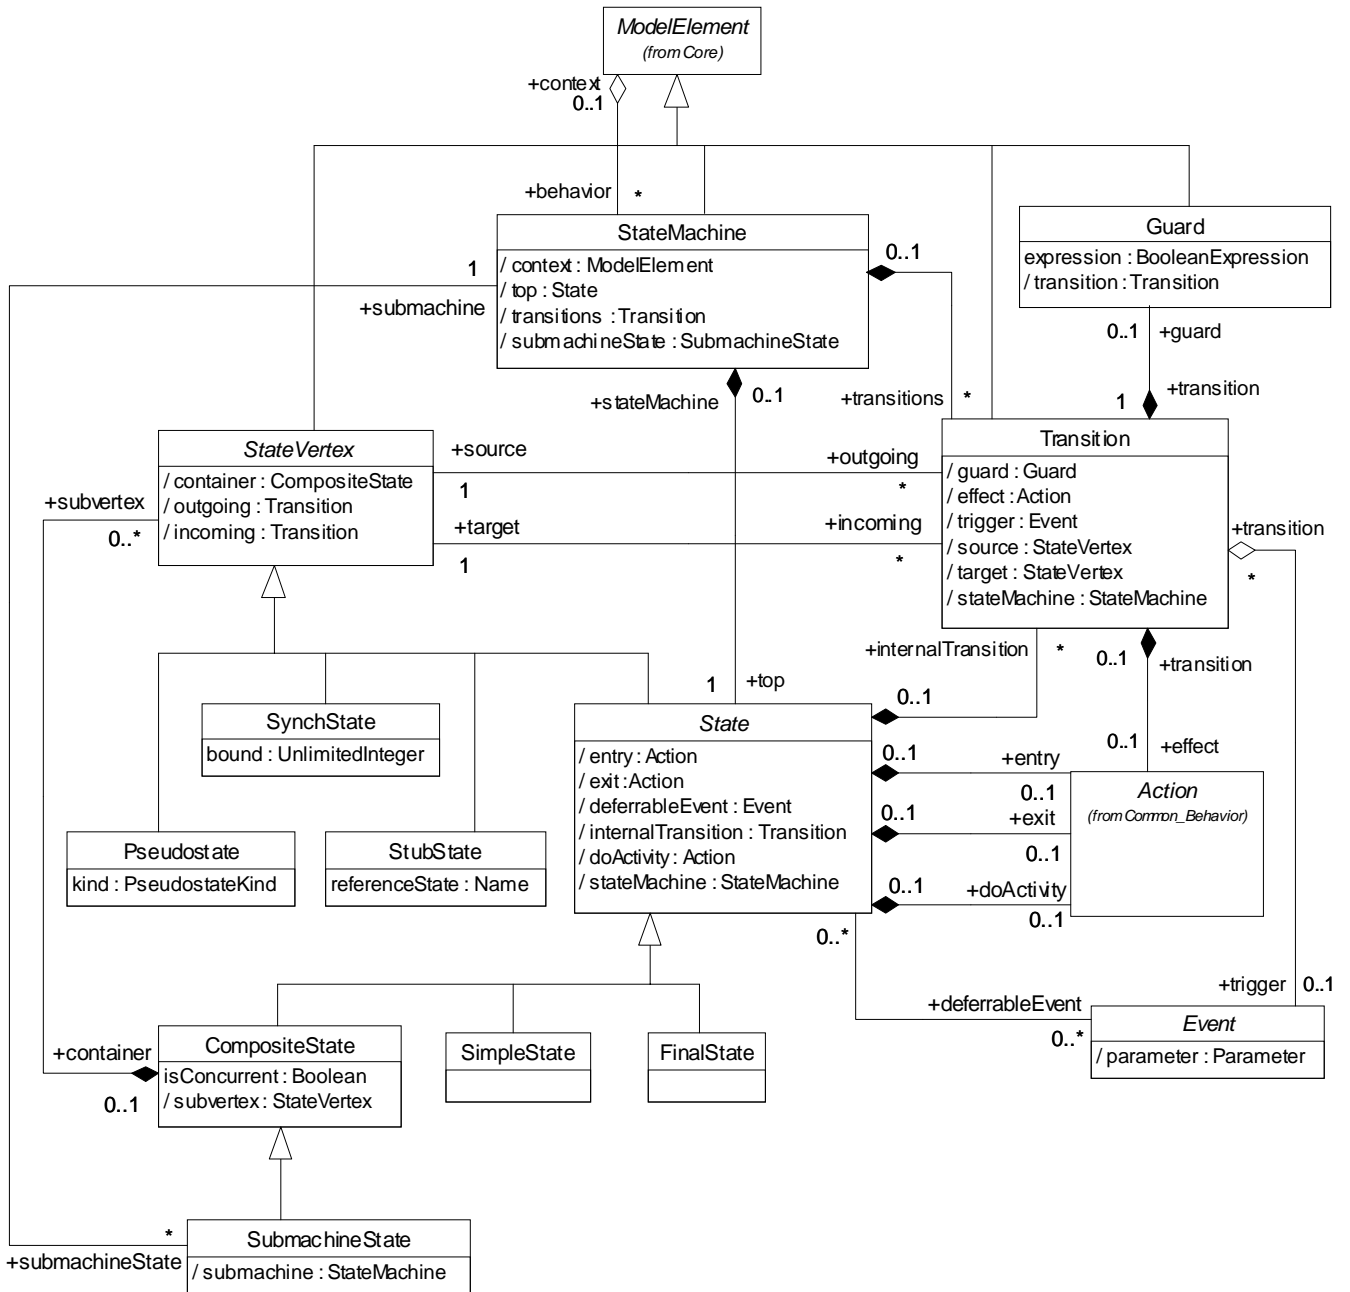 ModelElement
(from Core)
+context
0..1
+behavior
*
StateMachine
/ context : ModelElement
/ top : State
/ transitions : Transition
/ submachineState : SubmachineState
1
+submachine
0..1
Guard
expression : BooleanExpression
/ transition : Transition
0..1
+guard
+stateMachine
0..1
+transitions
*
1
+transition
StateVertex
/ container : CompositeState
/ outgoing : Transition
/ incoming : Transition
+source
1
+outgoing
*
+target
1
+incoming
*
Transition
/ guard : Guard
/ effect : Action
/ trigger : Event
/ source : StateVertex
/ target : StateVertex
/ stateMachine : StateMachine
+subvertex
0..*
+transition
*
+internalTransition
*
0..1
+transition
1
+top
0..1
SynchState
bound : UnlimitedInteger
State
/ entry : Action
/ exit : Action
/ deferrableEvent : Event
/ internalTransition : Transition
/ doActivity : Action
/ stateMachine : StateMachine
0..1
+effect
0..1
+entry
0..1
0..1
+exit
0..1
0..1
+doActivity
0..1
Action
(from Common_Behavior)
Pseudostate
kind : PseudostateKind
StubState
referenceState : Name
0..*
+deferrableEvent
0..*
+trigger
0..1
Event
/ parameter : Parameter
+container
0..1
CompositeState
isConcurrent : Boolean
/ subvertex : StateVertex
SimpleState
FinalState
*
+submachineState
SubmachineState
/ submachine : StateMachine